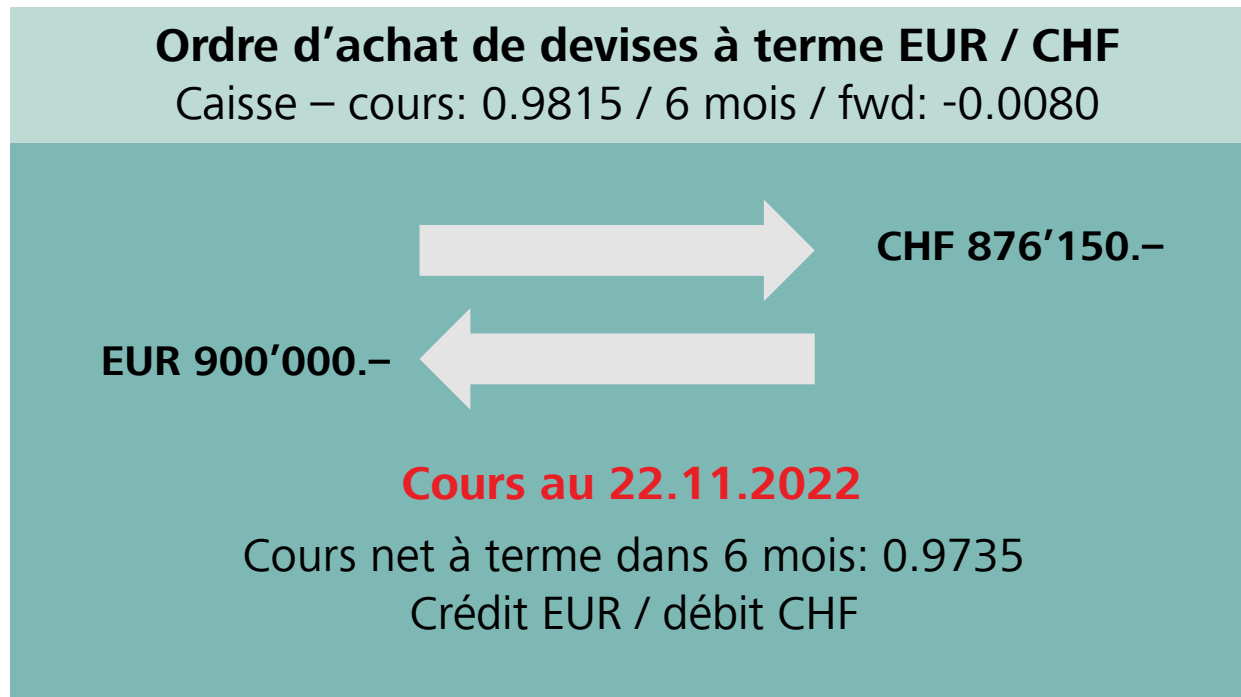 Ordre d’achat de devises à terme EUR / CHF
Caisse – cours: 0.9815 / 6 mois / fwd: -0.0080
CHF 876’150.–
EUR 900’000.–
Cours au 22.11.2022
Cours net à terme dans 6 mois: 0.9735
Crédit EUR / débit CHF